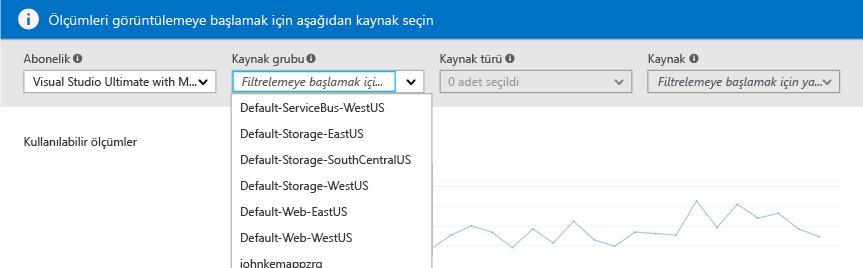 Ölçümleri görüntülemeye başlamak için aşağıdan kaynak seçin
Abonelik
Kaynak grubu
Kaynak türü
Kaynak
Visual Studio Ultimate with M...
Filtrelemeye başlamak içi...
0 adet seçildi
Filtrelemeye başlamak için ya...
Default-ServiceBus-WestUS
Default-Storage-EastUS
Kullanılabilir ölçümler
Default-Storage-SouthCentralUS
Default-Storage-WestUS
Default-Web-EastUS
Default-Web-WestUS
johnkemappzrg